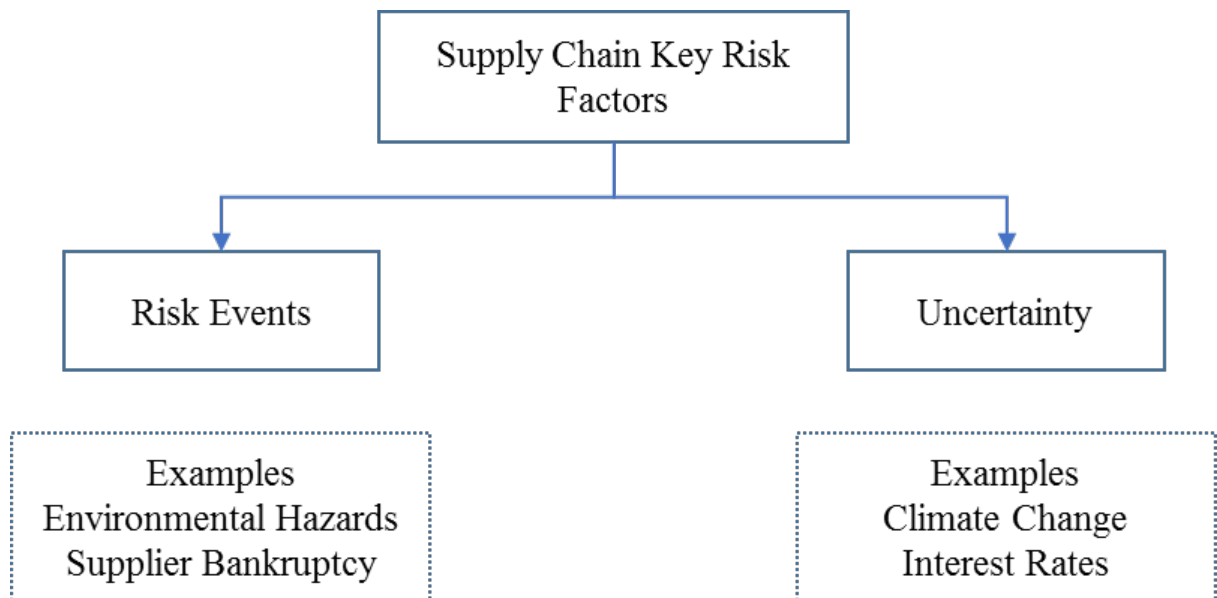 Supply Chain Key Risk
Factors
Risk Events
Uncertainty
Examples
Environmental Hazards
Supplier Bankruptcy
Examples
Climate Change
Interest Rates